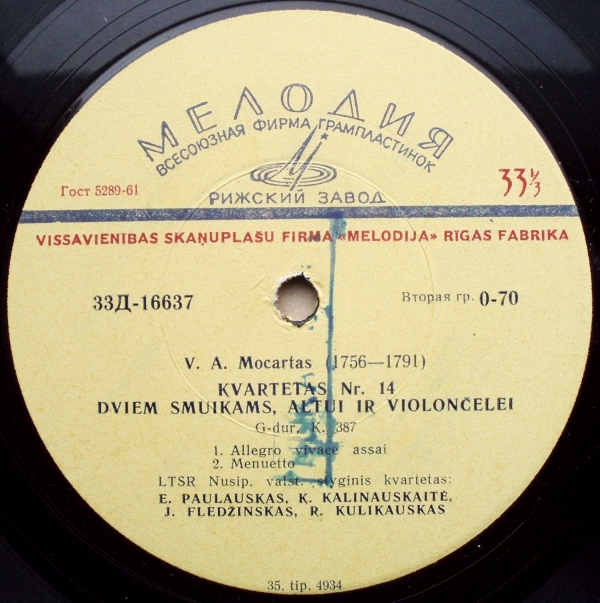 МЕЛОДИЯ
ВСЕСОЮЗНАЯ ФИРМА ГРАМПЛАСТИНОК
Гост 5289-61
33⅓
РИЖСКИЙ ЗАВОД
VISSAVIENĪBAS SKAŅUPLAŠU FIRMA «MELODIJA» RĪGAS FABRIKA
33Д-16637
Вторая гр. 0-70
V. A. Mocartas (1756—1791)
KVARTETAS Nr. 14
DVIEM SMUIKAMS, ALTUI IR VIOLONČELEI
G-dur, K. 387
1. Allegro vivace assai
2. Menuetto
LTSR Nusip. valst. styginis kvartetas:
E. PAULAUSKAS, K. KALINAUSKAITĖ,
J. FLEDŽINSKAS, R. KULIKAUSKAS
35. tip. 4934